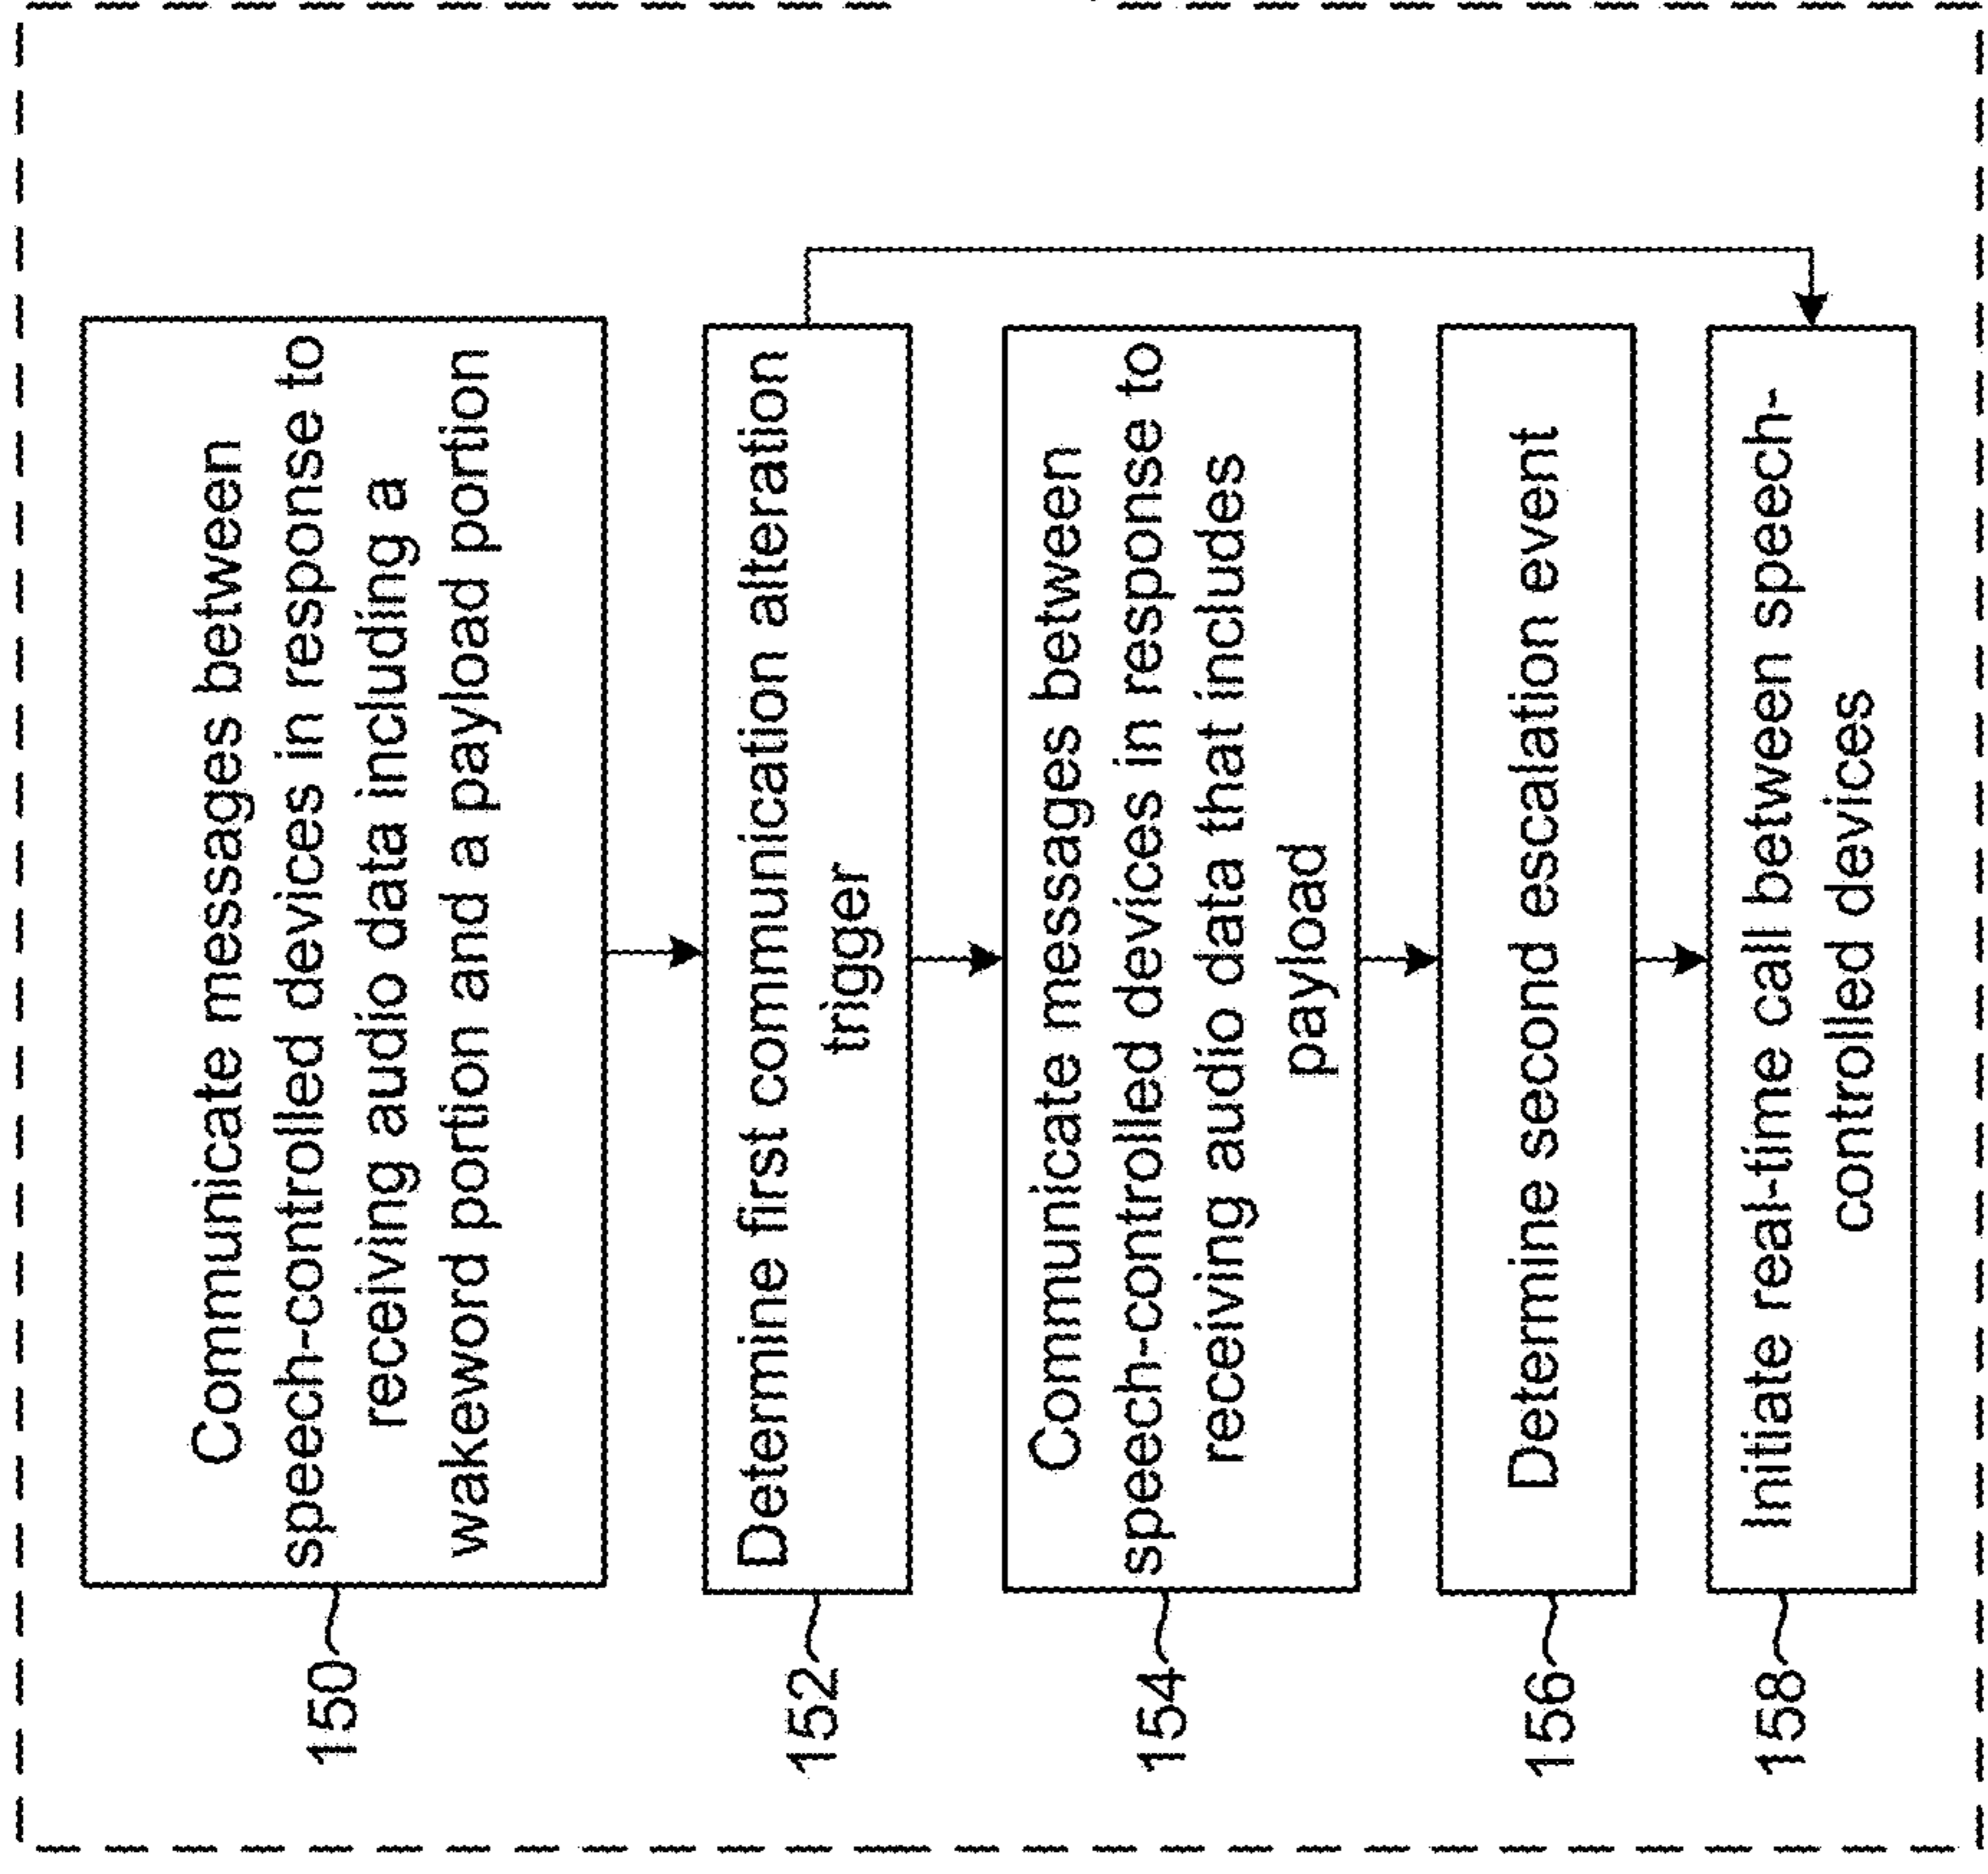 150
Communicate messages between
speech-controlled devices in response to
receiving audio data including a
wakeword portion and a payload portion
152
Determine first communication alteration
trigger
154
Communicate messages between
speech-controlled devices in response to
receiving audio data that includes
payload
156
Determine second escalation event
158
Initiate real-time call between speech-
controlled devices